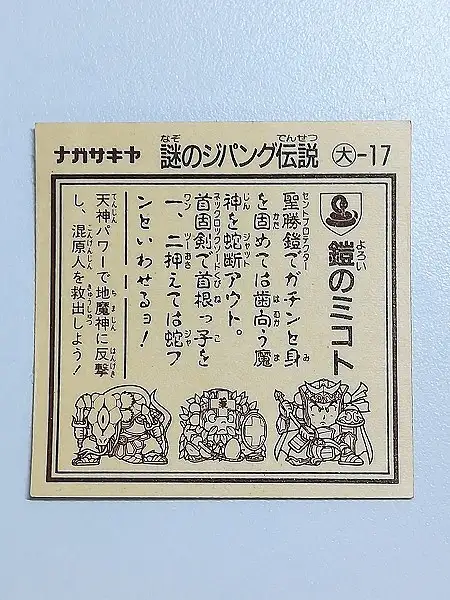 ナガサキヤ 謎のジパング伝説 大-17
鎧のミコト
聖勝鎧でガチンと身
を固めては歯向う魔
神を蛇断アウト。
首固剣で首根っ子を
一、二押えては蛇フ
ンといわせるョ!
天神パワーで地魔神に反撃
し、混原人を救出しよう!